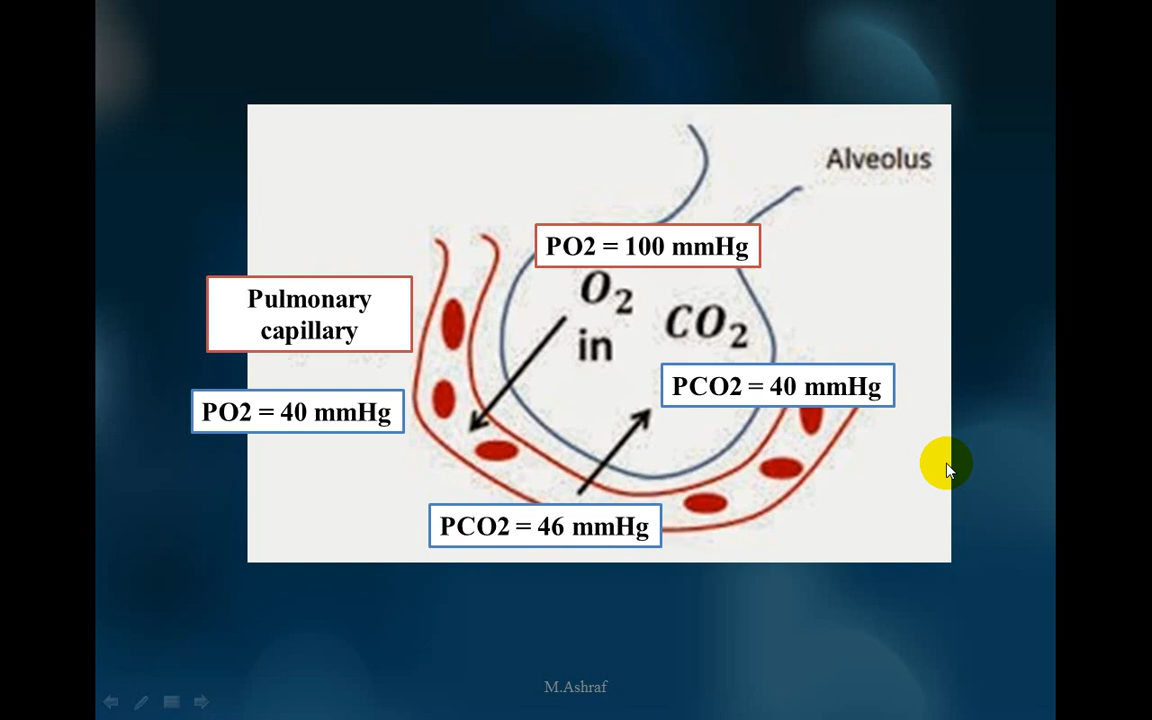 Alveolus
PO2 = 100 mmHg
O2
in
CO2
Pulmonary
capillary
PCO2 = 40 mmHg
PO2 = 40 mmHg
PCO2 = 46 mmHg
M.Ashraf